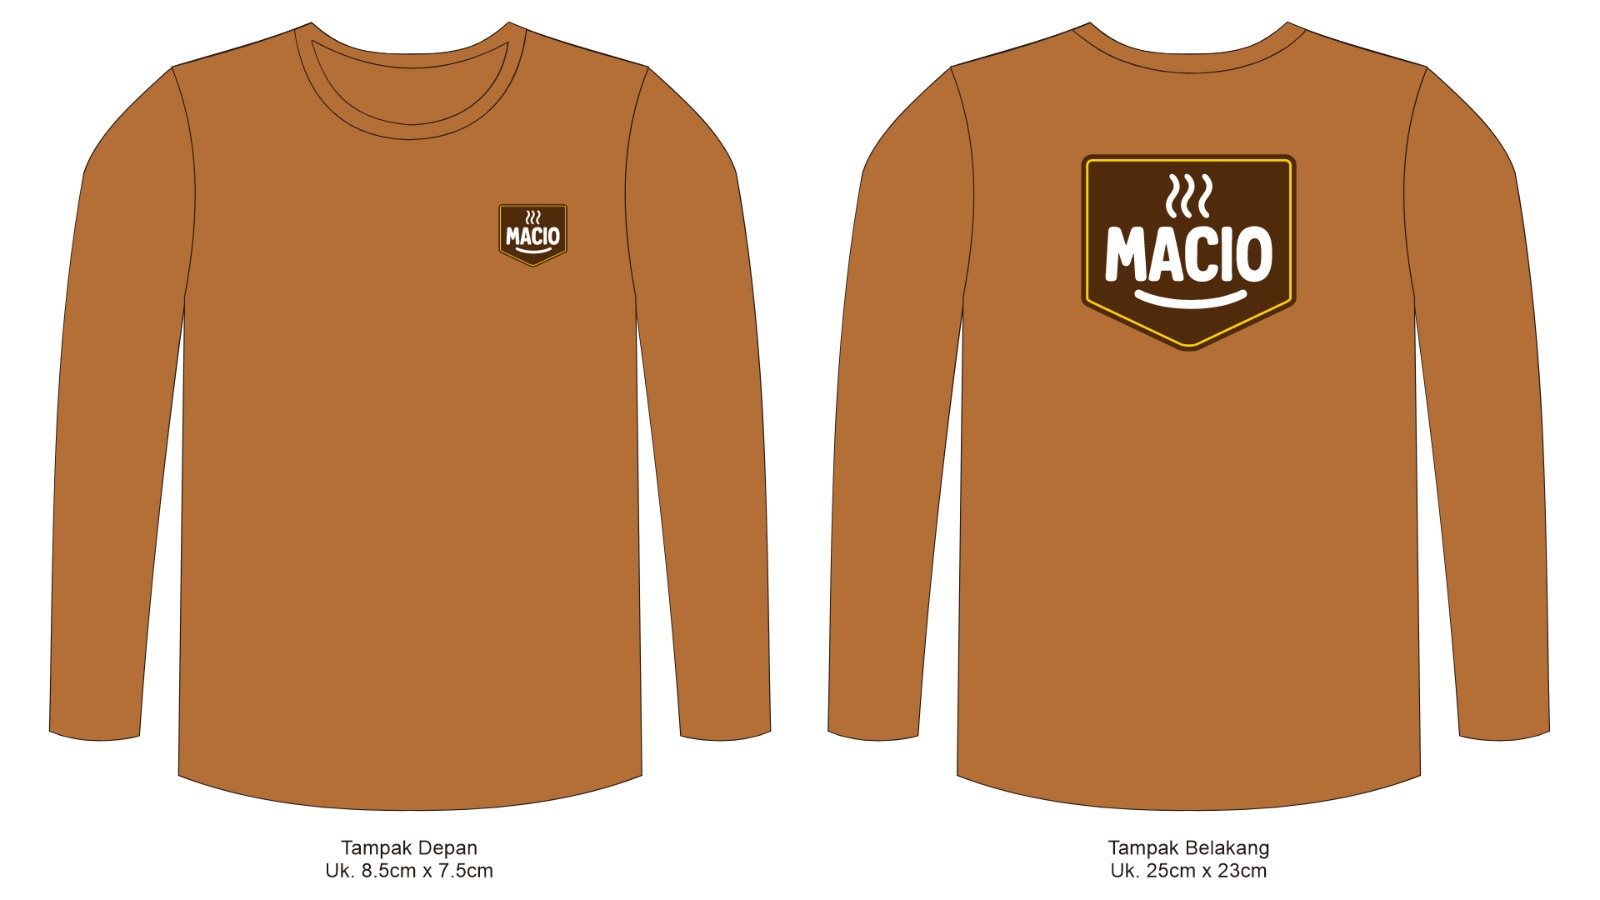 MACIO
Tampak Depan
Uk. 8.5cm x 7.5cm
MACIO
Tampak Belakang
Uk. 25cm x 23cm